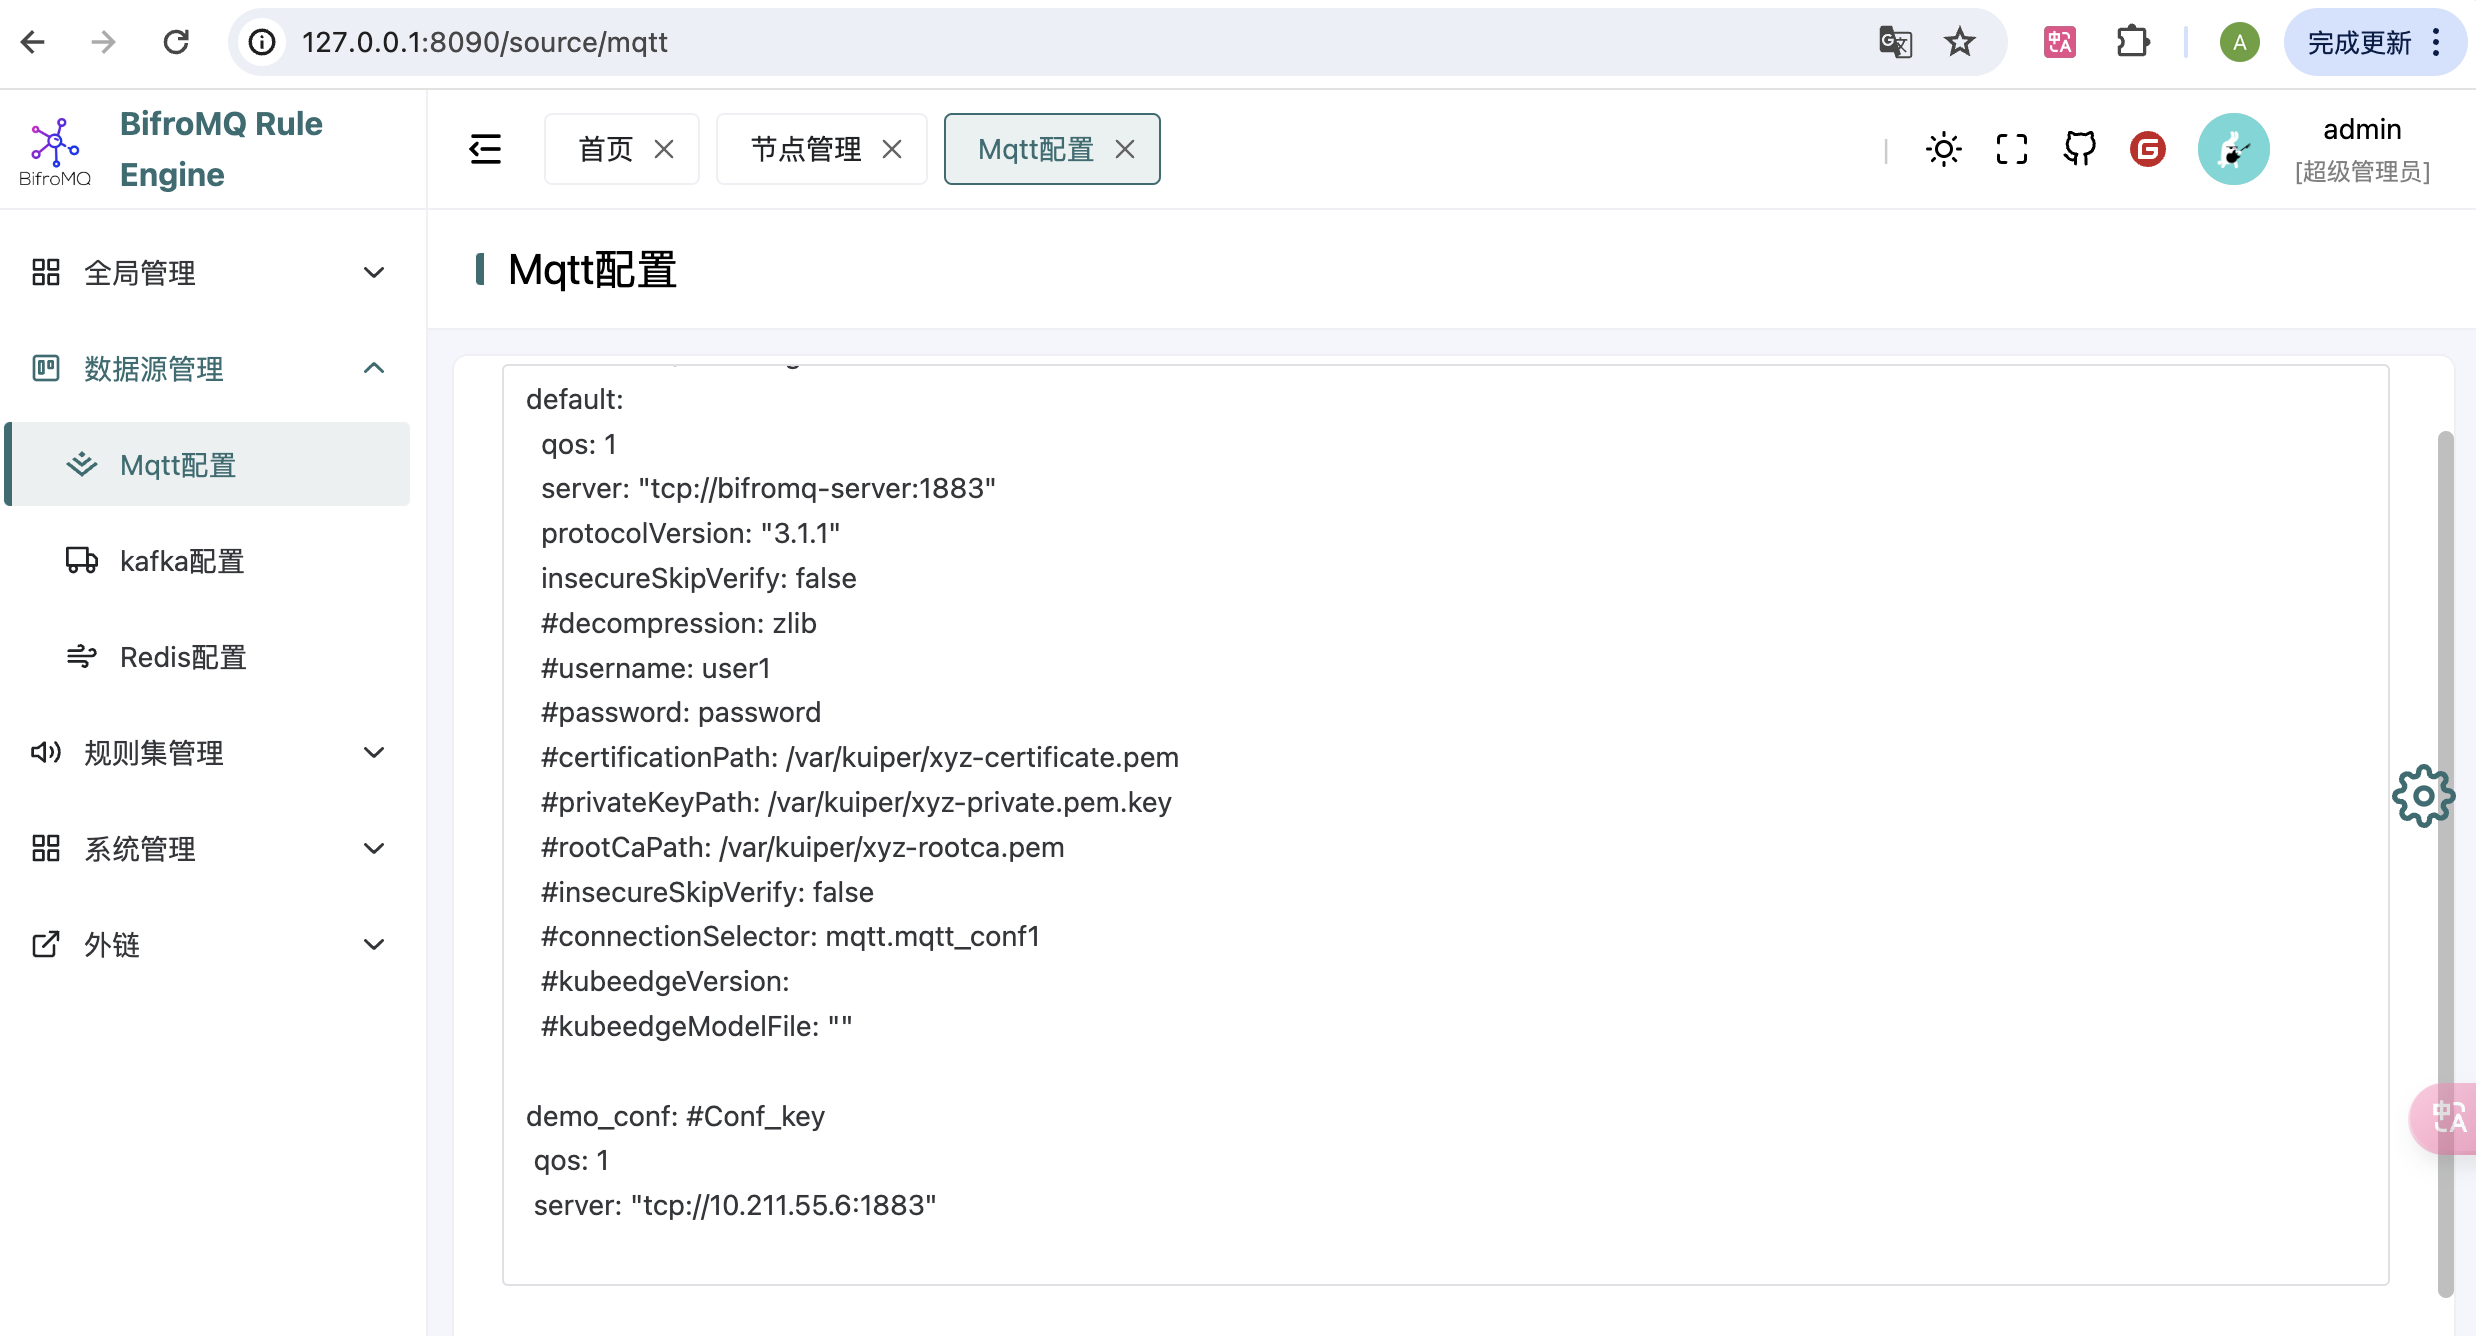 127.0.0.1:8090/source/mqtt
A
完成更新
BifroMQ
BifroMQ Rule
Engine
首页
节点管理
Mqtt配置
admin
[超级管理员]
全局管理
数据源管理
Mqtt配置
kafka配置
Redis配置
规则集管理
系统管理
外链
Mqtt配置
default:
  qos: 1
  server: "tcp://bifromq-server:1883"
  protocolVersion: "3.1.1"
  insecureSkipVerify: false
  #decompression: zlib
  #username: user1
  #password: password
  #certificationPath: /var/kuiper/xyz-certificate.pem
  #privateKeyPath: /var/kuiper/xyz-private.pem.key
  #rootCaPath: /var/kuiper/xyz-rootca.pem
  #insecureSkipVerify: false
  #connectionSelector: mqtt.mqtt_conf1
  #kubeedgeVersion:
  #kubeedgeModelFile: ""
demo_conf: #Conf_key
 qos: 1
 server: "tcp://10.211.55.6:1883"